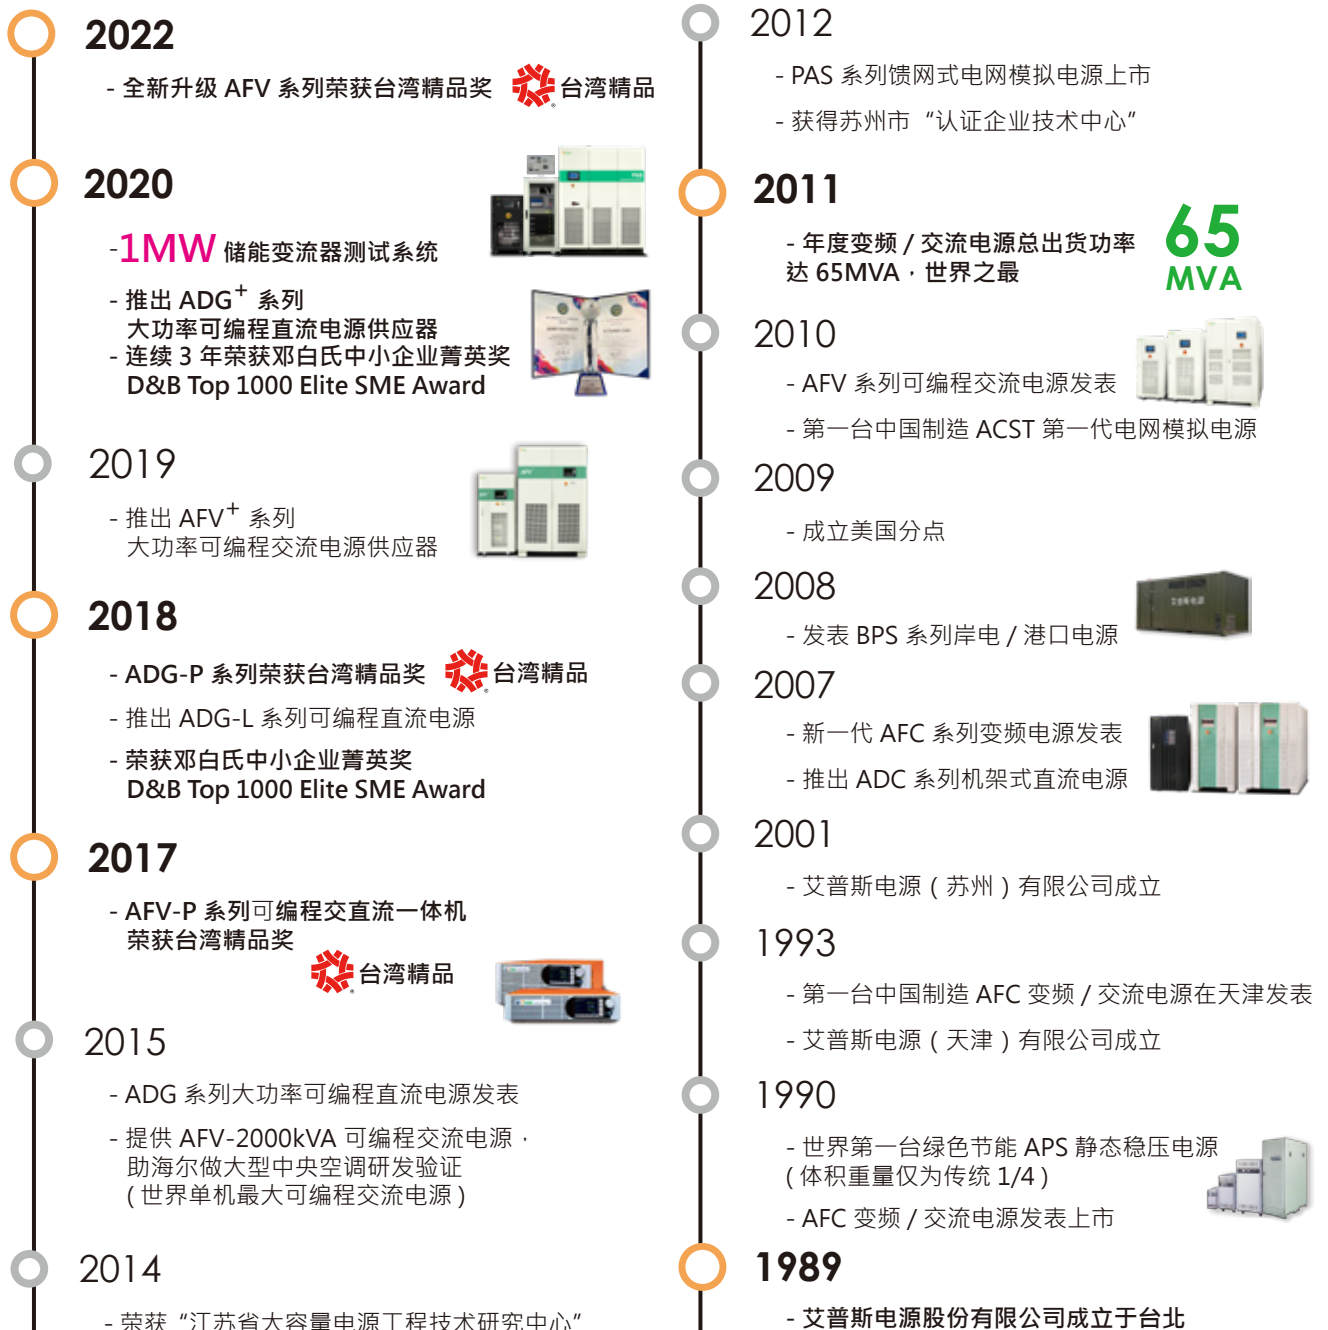 2022
- 全新升级 AFV 系列荣获台湾精品奖
台湾精品
2020
-1MW 储能变流器测试系统
- 推出 ADG+ 系列
大功率可编程直流电源供应器
- 连续 3 年荣获邓白氏中小企业菁英奖
D&B Top 1000 Elite SME Award
2019
- 推出 AFV+ 系列
大功率可编程交流电源供应器
2018
- ADG-P 系列荣获台湾精品奖
台湾精品
- 推出 ADG-L 系列可编程直流电源
- 荣获邓白氏中小企业菁英奖
D&B Top 1000 Elite SME Award
2017
- AFV-P 系列可编程交直流一体机
荣获台湾精品奖
台湾精品
2015
- ADG 系列大功率可编程直流电源发表
- 提供 AFV-2000kVA 可编程交流电源，
助海尔做大型中央空调研发验证
( 世界单机最大可编程交流电源 )
2014
- 荣获“江苏省大容量电源工程技术研究中心”
2012
- PAS 系列馈网式电网模拟电源上市
- 获得苏州市“认证企业技术中心”
2011
- 年度变频 / 交流电源总出货功率
达 65MVA，世界之最
65
MVA
2010
- AFV 系列可编程交流电源发表
- 第一台中国制造 ACST 第一代电网模拟电源
2009
- 成立美国分点
2008
- 发表 BPS 系列岸电 / 港口电源
艾普斯电源
2007
- 新一代 AFC 系列变频电源发表
- 推出 ADC 系列机架式直流电源
2001
- 艾普斯电源（苏州）有限公司成立
1993
- 第一台中国制造 AFC 变频 / 交流电源在天津发表
- 艾普斯电源（天津）有限公司成立
1990
- 世界第一台绿色节能 APS 静态稳压电源
( 体积重量仅为传统 1/4 )
- AFC 变频 / 交流电源发表上市
1989
- 艾普斯电源股份有限公司成立于台北